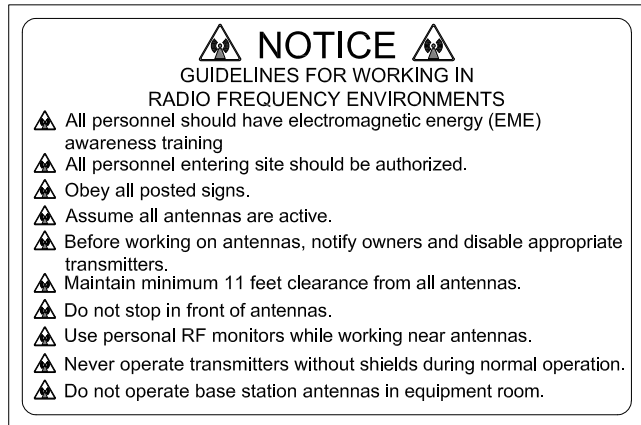 NOTICE
GUIDELINES FOR WORKING IN
RADIO FREQUENCY ENVIRONMENTS
All personnel should have electromagnetic energy (EME)
awareness training
All personnel entering site should be authorized.
Obey all posted signs.
Assume all antennas are active.
Before working on antennas, notify owners and disable appropriate
transmitters.
Maintain minimum 11 feet clearance from all antennas.
Do not stop in front of antennas.
Use personal RF monitors while working near antennas.
Never operate transmitters without shields during normal operation.
Do not operate base station antennas in equipment room.